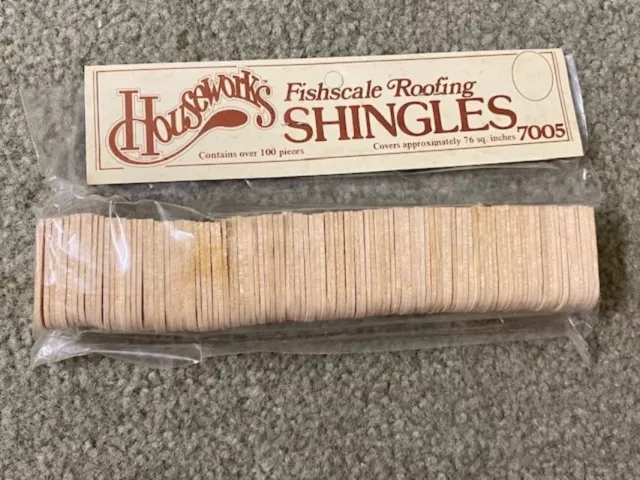 Houseworks
Fishscale Roofing
SHINGLES 7005
Contains over 100 pieces
Covers approximately 76 sq. inches